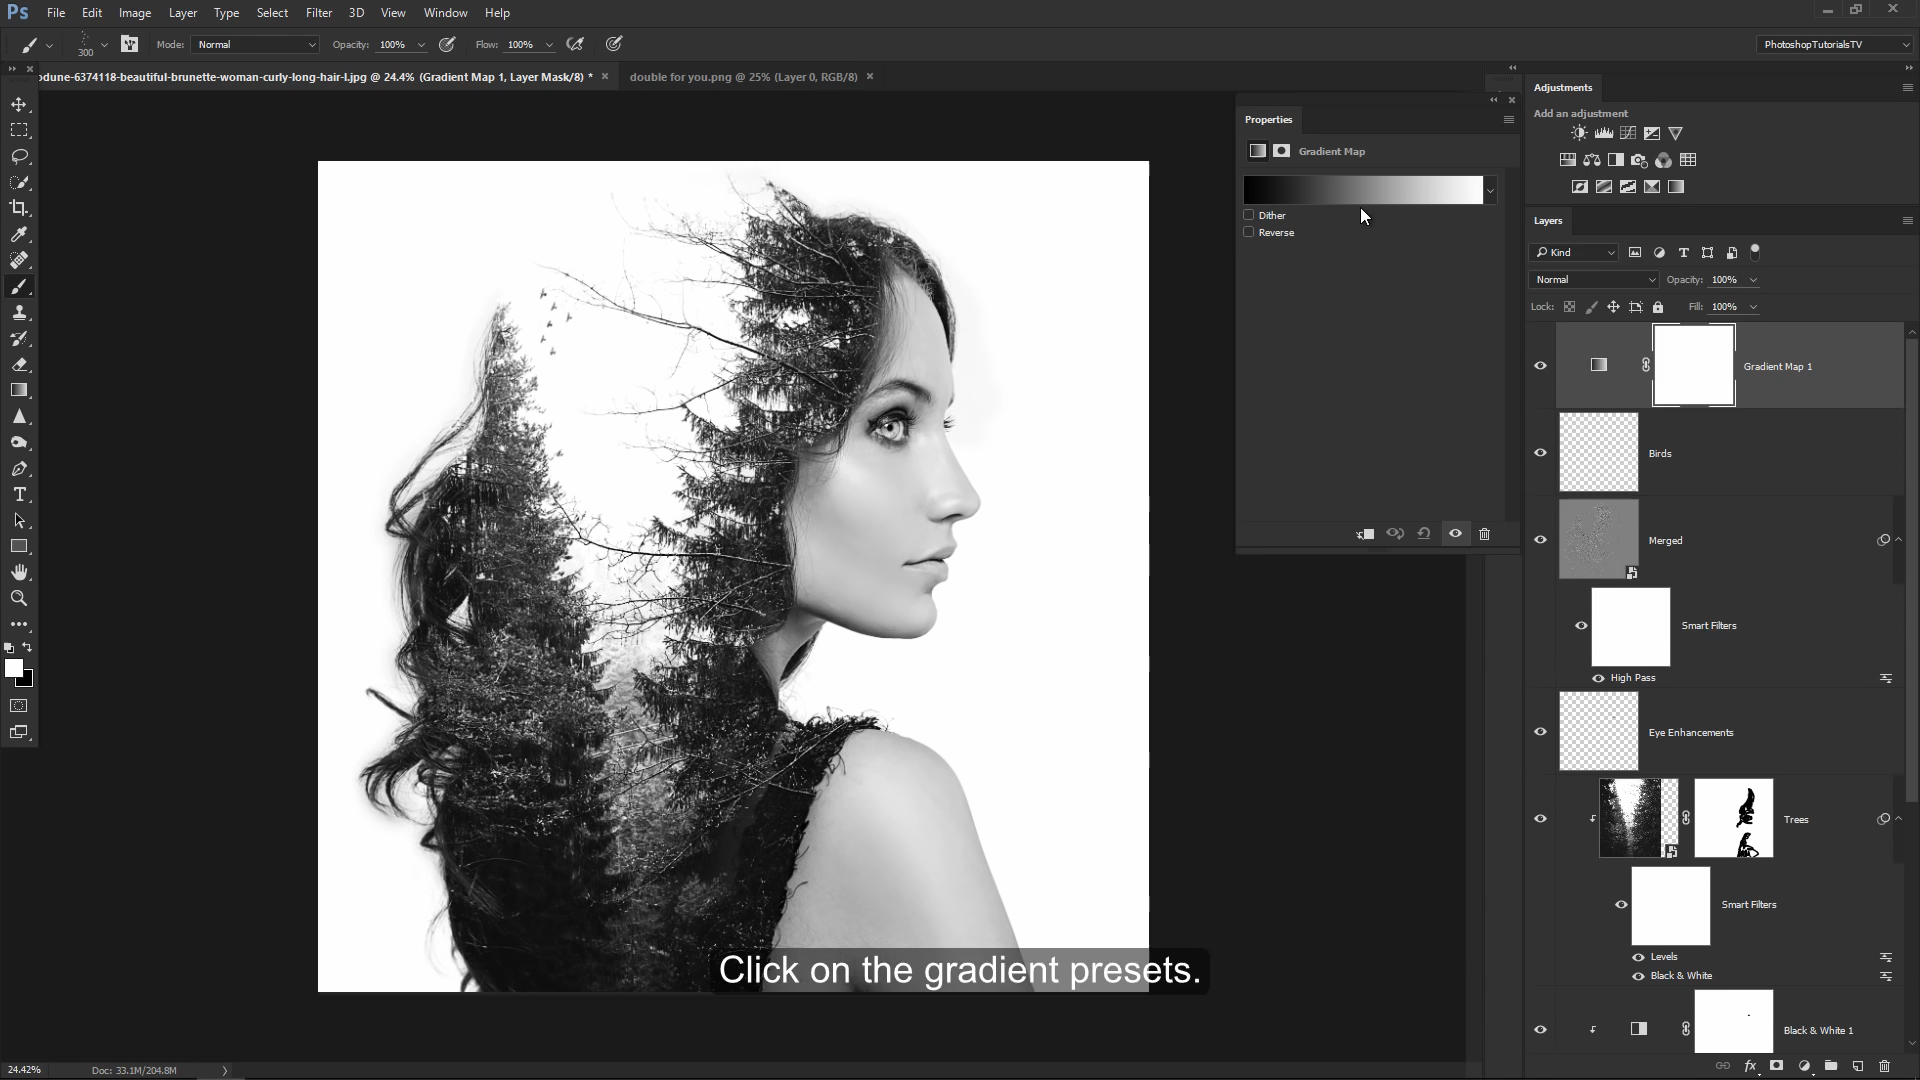 Ps File Edit Image Layer Type Select Filter 3D View Window Help
300 Mode: Normal Opacity: 100% Flow: 100% PhotoshopTutorialsTV
odune-6374118-beautiful-brunette-woman-curly-long-hair-l.jpg @ 24.4% (Gradient Map 1, Layer Mask/8) * × double for you.png @ 25% (Layer 0, RGB/8) ×
Properties
Gradient Map
Dither
Reverse
Adjustments
Add an adjustment
Layers
Kind
Normal Opacity: 100%
Lock: Fill: 100%
Gradient Map 1
Birds
Merged
Smart Filters
High Pass
Eye Enhancements
Trees
Smart Filters
Levels
Black & White
Black & White 1
Click on the gradient presets.
24.42% Doc: 33.1M/204.8M